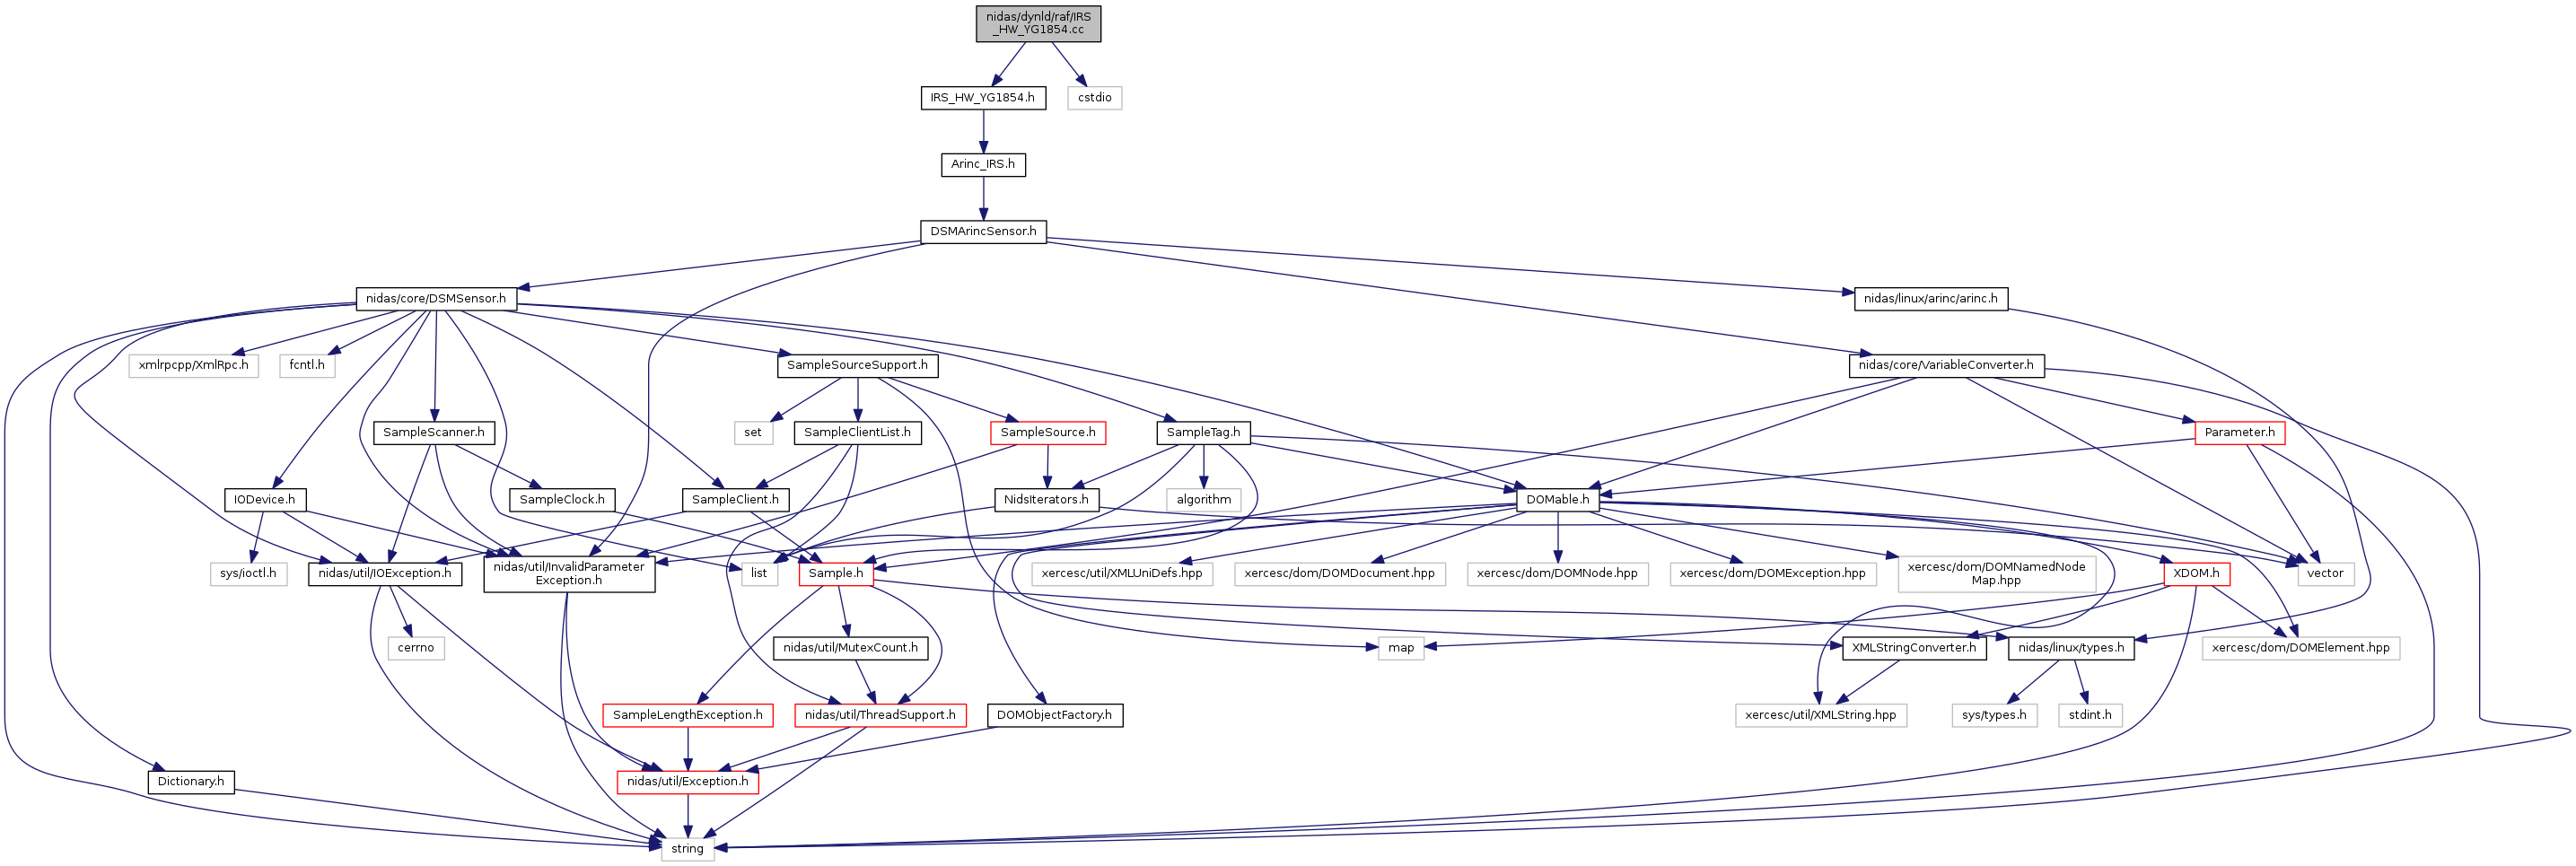 nidas/dynld/raf/IRS
_HW_YG1854.cc
IRS_HW_YG1854.h
cstdio
Arinc_IRS.h
DSMArincSensor.h
nidas/core/DSMSensor.h
nidas/linux/arinc/arinc.h
xmlrpcpp/XmlRpc.h
fcntl.h
SampleSourceSupport.h
nidas/core/VariableConverter.h
SampleScanner.h
set
SampleClientList.h
SampleSource.h
SampleTag.h
Parameter.h
IODevice.h
SampleClock.h
SampleClient.h
NidsIterators.h
algorithm
DOMable.h
sys/ioctl.h
nidas/util/IOException.h
nidas/util/InvalidParameter
Exception.h
list
Sample.h
xercesc/util/XMLUniDefs.hpp
xercesc/dom/DOMDocument.hpp
xercesc/dom/DOMNode.hpp
xercesc/dom/DOMException.hpp
xercesc/dom/DOMNamedNode
Map.hpp
XDOM.h
vector
cerrno
nidas/util/MutexCount.h
map
XMLStringConverter.h
nidas/linux/types.h
xercesc/dom/DOMElement.hpp
SampleLengthException.h
nidas/util/ThreadSupport.h
DOMObjectFactory.h
xercesc/util/XMLString.hpp
sys/types.h
stdint.h
Dictionary.h
nidas/util/Exception.h
string